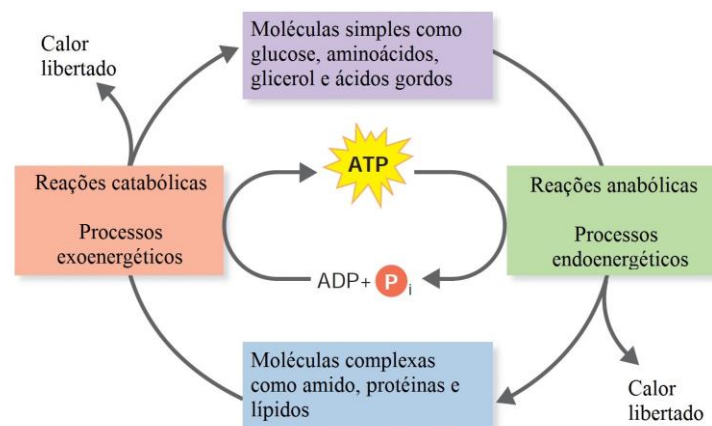 Calor
libertado
Moléculas simples como
glucose, aminoácidos,
glicerol e ácidos gordos
Reações catabólicas
Processos
exoenergéticos
ATP
ADP+ P i
Reações anabólicas
Processos
endoenergéticos
Moléculas complexas
como amido, protéinas e
lípidos
Calor
libertado